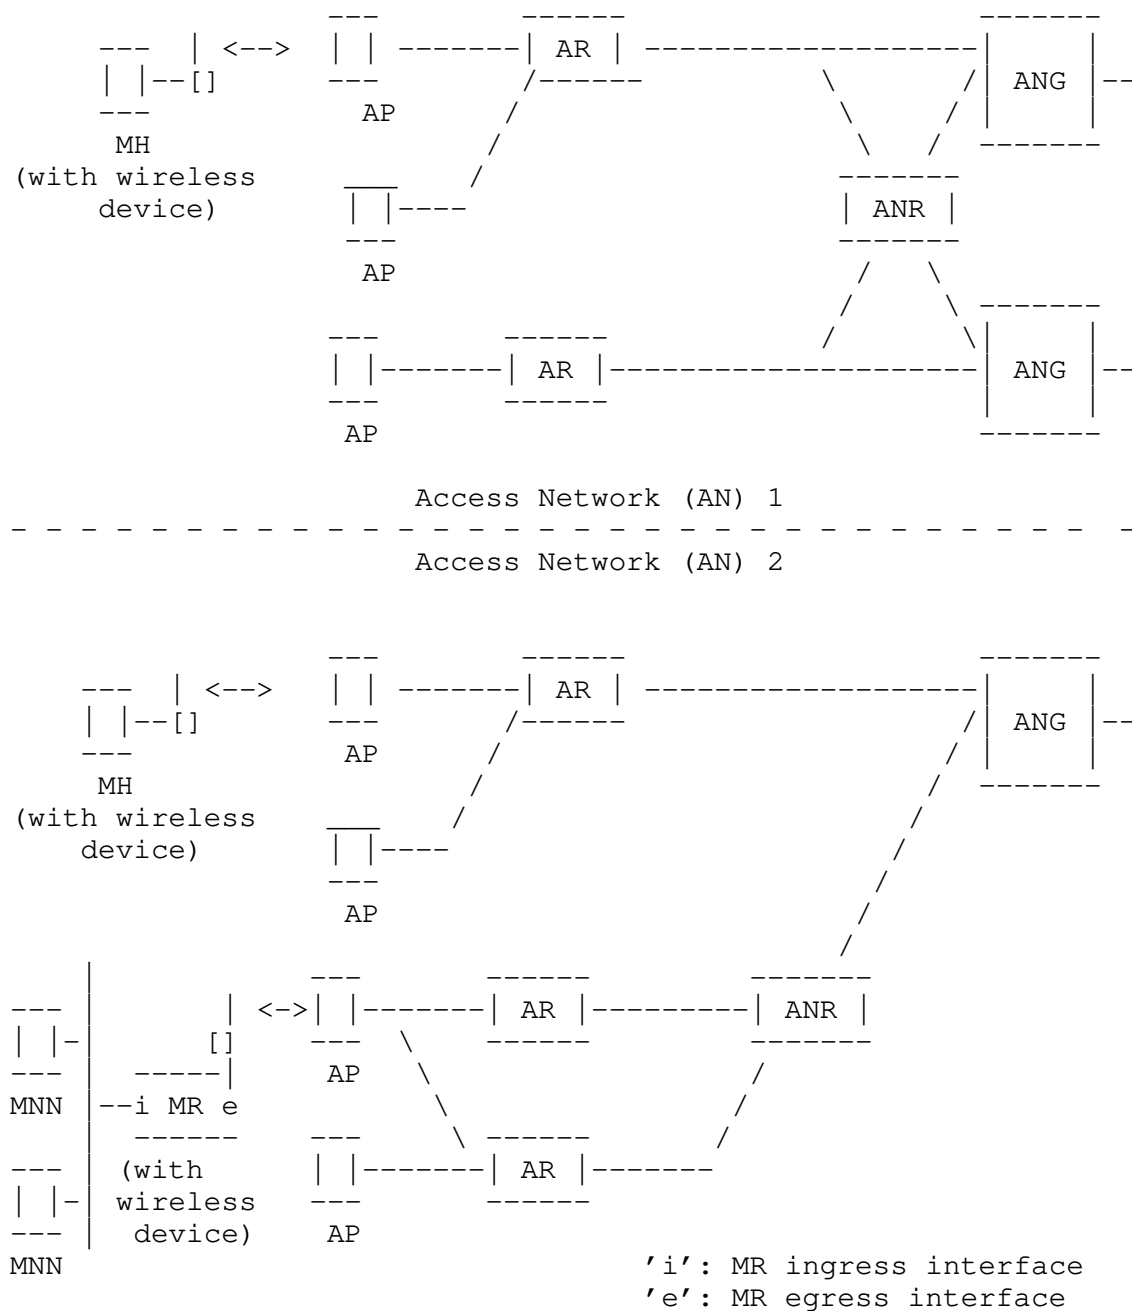 AR
ANG
AP
MH
(with wireless
device)
ANR
AP
AR
ANG
AP
Access Network (AN) 1
Access Network (AN) 2
AR
ANG
AP
MH
(with wireless
device)
AP
AR
ANR
AP
MNN
i MR e
(with
AR
wireless
device)
AP
MNN
'i': MR ingress interface
'e': MR egress interface